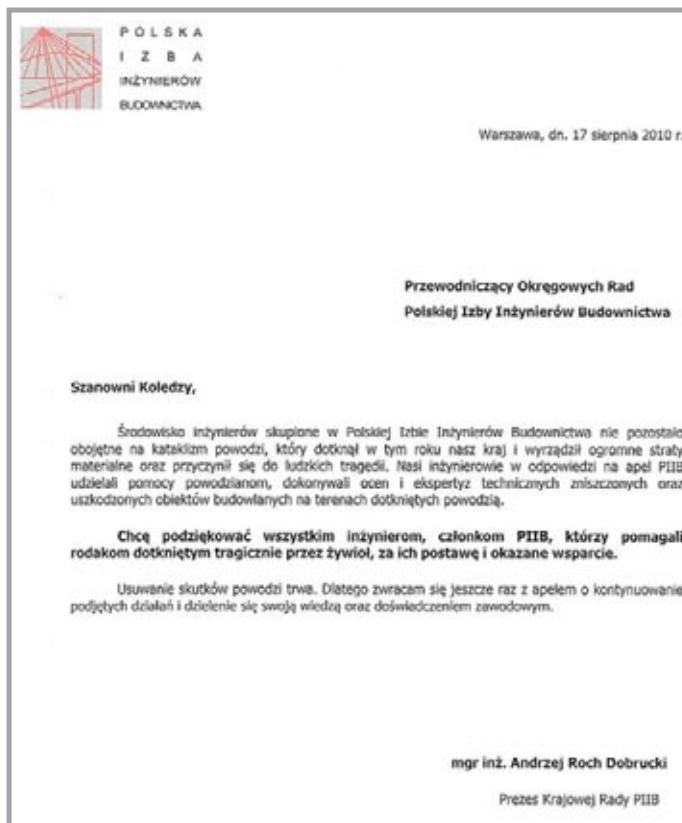 POLSKA
IZBA
INŻYNIERÓW
BUDOWNICTWA
Warszawa, dn. 17 sierpnia 2010 r.
Przewodniczący Okręgowych Rad
Polskiej Izby Inżynierów Budownictwa
Szanowni Koledzy,
Środowisko inżynierów skupione w Polskiej Izbie Inżynierów Budownictwa nie pozostało
obojętne na kataklizm powodzi, który dotknął w tym roku nasz kraj i wyrządził ogromne straty
materialne oraz przyczynił się do ludzkich tragedii. Nasi inżynierowie w odpowiedzi na apel PIIB
udzielali pomocy powodzianom, dokonywali ocen i ekspertyz technicznych zniszczonych oraz
uszkodzonych obiektów budowlanych na terenach dotkniętych powodzią.
Chcę podziękować wszystkim inżynierom, członkom PIIB, którzy pomagali
rodakom dotkniętym tragicznie przez żywioł, za ich postawę i okazane wsparcie.
Usuwanie skutków powodzi trwa. Dlatego zwracam się jeszcze raz z apelem o kontynuowanie
podjętych działań i dzielenie się swoją wiedzą oraz doświadczeniem zawodowym.
mgr inż. Andrzej Roch Dobrucki
Prezes Krajowej Rady PIIB